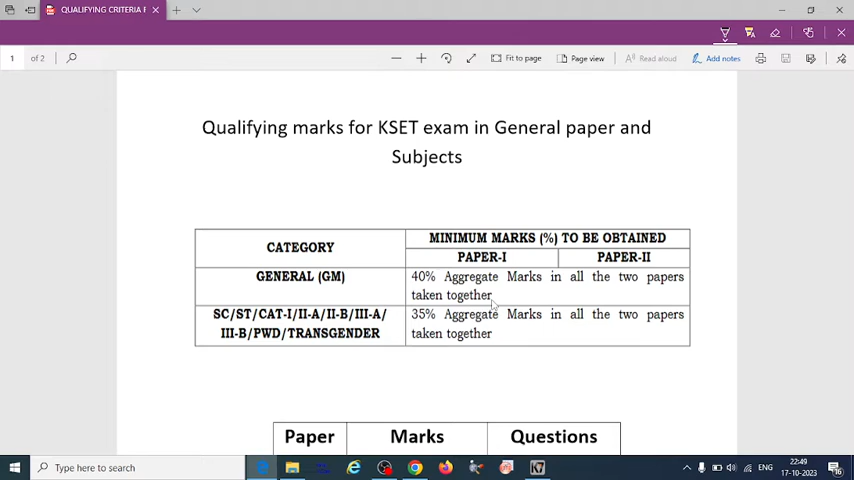 QUALIFYING CRITERIA F
1 of 2
Fit to page
Page view
Read aloud
Add notes
Qualifying marks for KSET exam in General paper and
Subjects
CATEGORY
MINIMUM MARKS (%) TO BE OBTAINED
PAPER-I PAPER-II
GENERAL (GM)
40% Aggregate Marks in all the two papers
taken together
SC/ST/CAT-I/II-A/II-B/III-A/
III-B/PWD/TRANSGENDER
35% Aggregate Marks in all the two papers
taken together
Paper Marks Questions
Type here to search
ENG
22:49
17-10-2023